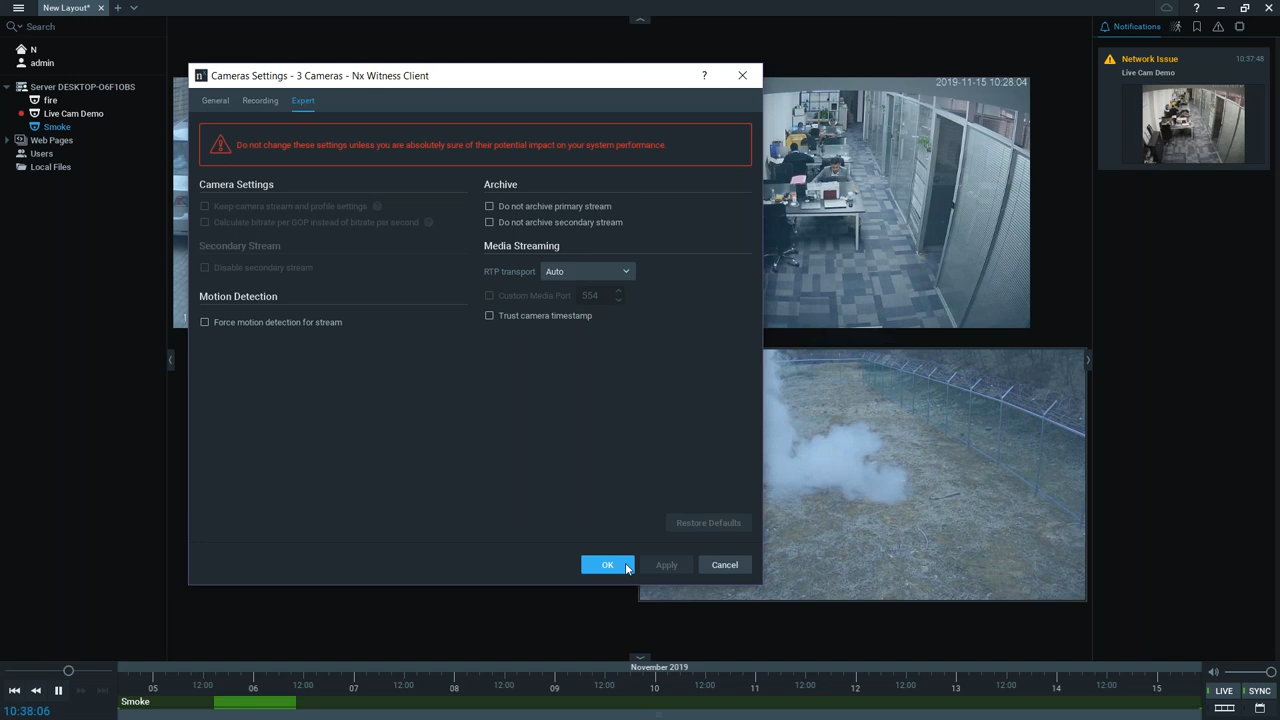 New Layout*
Search
N
admin
Server DESKTOP-O6F1OBS
fire
Live Cam Demo
Smoke
Web Pages
Users
Local Files
Cameras Settings - 3 Cameras - Nx Witness Client
?
General Recording Expert
Do not change these settings unless you are absolutely sure of their potential impact on your system performance.
Camera Settings
Keep camera stream and profile settings ?
Calculate bitrate per GOP instead of bitrate per second ?
Secondary Stream
Disable secondary stream
Motion Detection
Force motion detection for stream
Archive
Do not archive primary stream
Do not archive secondary stream
Media Streaming
RTP transport Auto
Custom Media Port 554
Trust camera timestamp
Restore Defaults
OK Apply Cancel
2019-11-15 10:28:04
?
Notifications
Network Issue 10:37:48
Live Cam Demo
November 2019
05 12:00 06 12:00 07 12:00 08 12:00 09 12:00 10 12:00 11 12:00 12 12:00 13 12:00 14 12:00 15
Smoke
10:38:06
LIVE SYNC